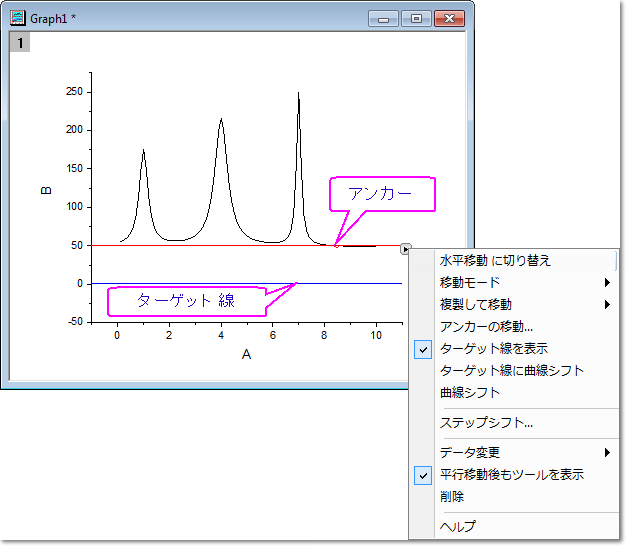 Graph1 *
1
250
200
150
100
50
0
-50
B
0
2
4
6
8
10
A
アンカー
ターゲット 線
水平移動 に切り替え
移動モード
複製して移動
アンカーの移動...
ターゲット線を表示
ターゲット線に曲線シフト
曲線シフト
ステップシフト...
データ変更
平行移動後もツールを表示
削除
ヘルプ